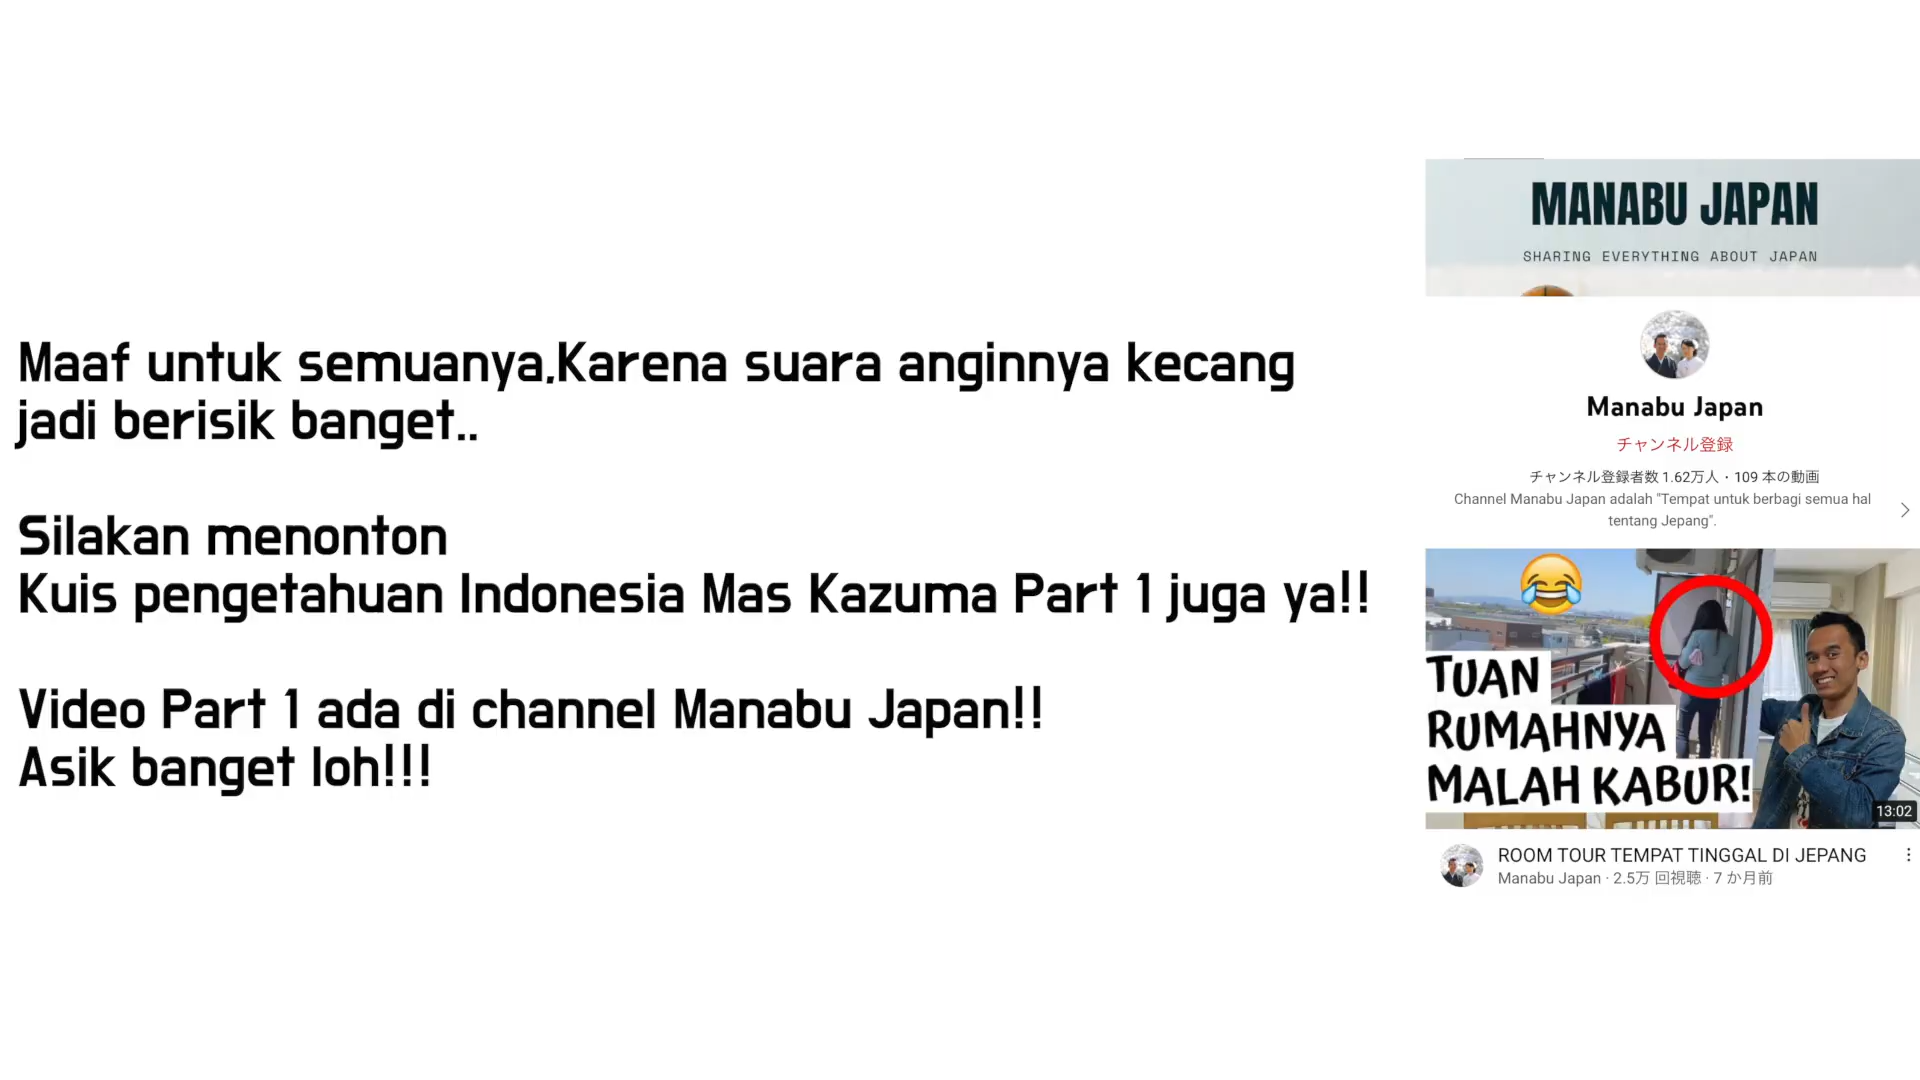 Maaf untuk semuanya,Karena suara anginnya kecang
jadi berisik banget..
Silakan menonton
Kuis pengetahuan Indonesia Mas Kazuma Part 1 juga ya!!
Video Part 1 ada di channel Manabu Japan!!
Asik banget loh!!!
MANABU JAPAN
SHARING EVERYTHING ABOUT JAPAN
Manabu Japan
チャンネル登録
チャンネル登録者数 1.62万人・109 本の動画
Channel Manabu Japan adalah "Tempat untuk berbagi semua hal
tentang Jepang".
TUAN
RUMAHNYA
MALAH KABUR!
13:02
ROOM TOUR TEMPAT TINGGAL DI JEPANG
Manabu Japan · 2.5万 回視聴 · 7 か月前